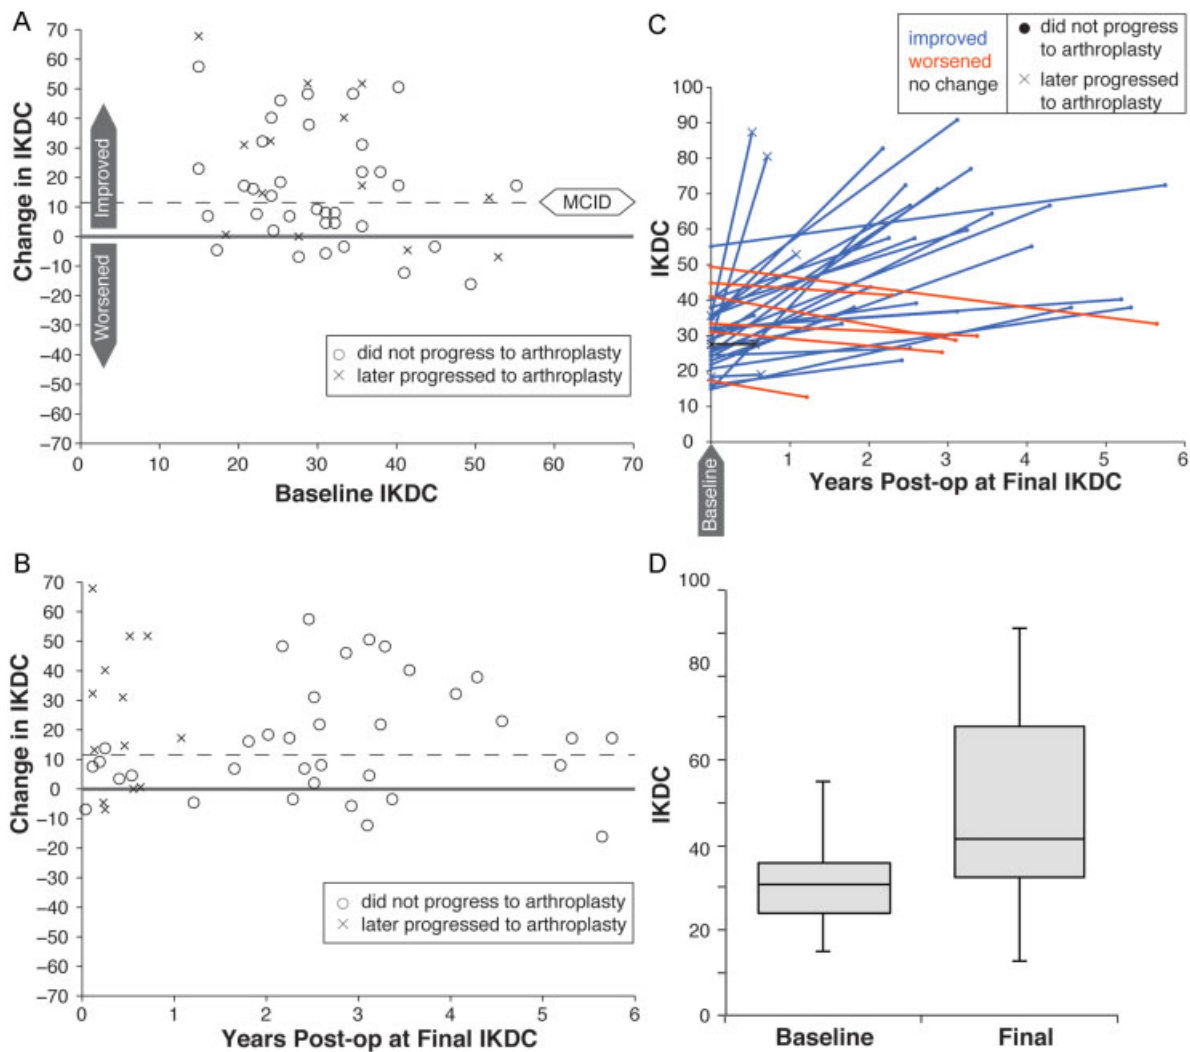 A
Change in IKDC
70
60
50
40
30
20
10
0
−10
−20
−30
−40
−50
−60
−70
Improved
Worsened
MCID
did not progress to arthroplasty
later progressed to arthroplasty
0 10 20 30 40 50 60 70
Baseline IKDC
C
improved
worsened
no change
did not progress
to arthroplasty
later progressed
to arthroplasty
IKDC
100
90
80
70
60
50
40
30
20
10
0
1 2 3 4 5 6
Baseline
Years Post-op at Final IKDC
B
Change in IKDC
70
60
50
40
30
20
10
0
−10
−20
−30
−40
−50
−60
−70
did not progress to arthroplasty
later progressed to arthroplasty
0 1 2 3 4 5 6
Years Post-op at Final IKDC
D
IKDC
100
80
60
40
20
0
Baseline Final